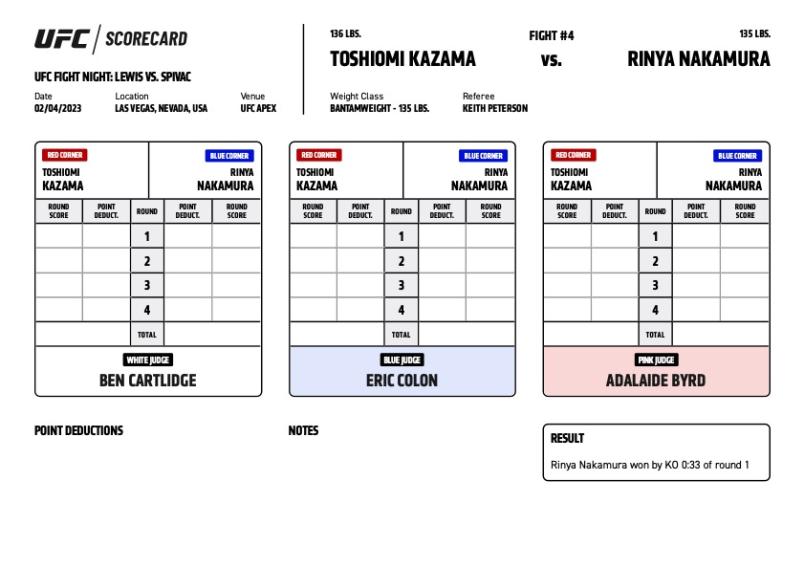 UFC / SCORECARD
UFC FIGHT NIGHT: LEWIS VS. SPIVAC
Date Location Venue
02/04/2023 LAS VEGAS, NEVADA, USA UFC APEX
136 LBS. FIGHT #4 135 LBS.
TOSHIOMI KAZAMA VS. RINYA NAKAMURA
Weight Class Referee
BANTAMWEIGHT - 135 LBS. KEITH PETERSON
RED CORNER BLUE CORNER
TOSHIOMI RINYA
KAZAMA NAKAMURA
ROUND SCORE POINT DEDUCT. ROUND POINT DEDUCT. ROUND SCORE
1
2
3
4
TOTAL
WHITE JUDGE
BEN CARTLIDGE
RED CORNER BLUE CORNER
TOSHIOMI RINYA
KAZAMA NAKAMURA
ROUND SCORE POINT DEDUCT. ROUND POINT DEDUCT. ROUND SCORE
1
2
3
4
TOTAL
BLUE JUDGE
ERIC COLON
RED CORNER BLUE CORNER
TOSHIOMI RINYA
KAZAMA NAKAMURA
ROUND SCORE POINT DEDUCT. ROUND POINT DEDUCT. ROUND SCORE
1
2
3
4
TOTAL
PINK JUDGE
ADALAIDE BYRD
POINT DEDUCTIONS
NOTES
RESULT
Rinya Nakamura won by KO 0:33 of round 1